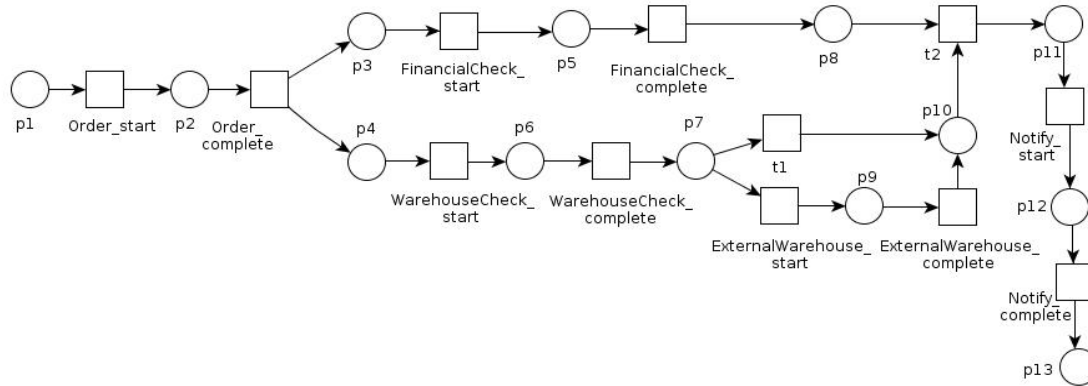 p3
FinancialCheck_
start
p5
FinancialCheck_
complete
p8
t2
p11
p1
Order_start
p2
Order_
complete
p4
WarehouseCheck_
start
p6
WarehouseCheck_
complete
p7
t1
p10
p9
ExternalWarehouse_
start
ExternalWarehouse_
complete
Notify_
start
p12
Notify_
complete
p13